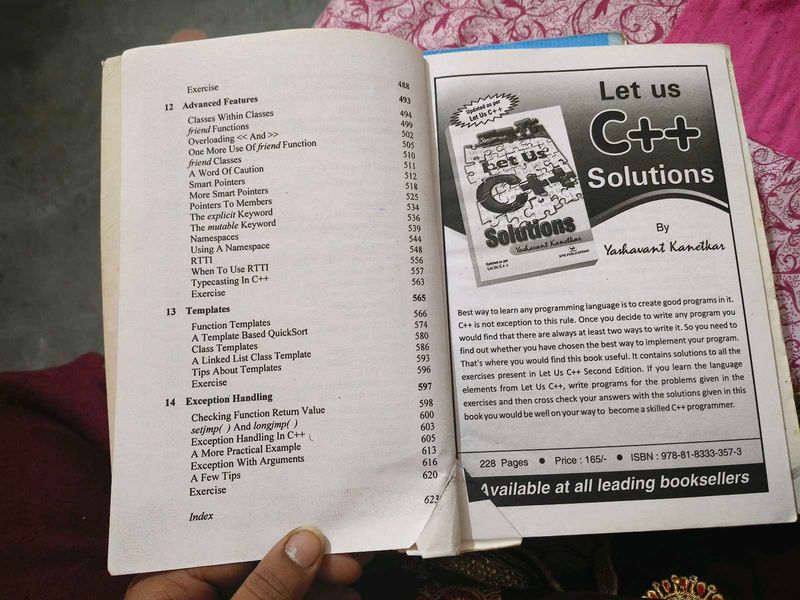 Exercise 488
12 Advanced Features 493
Classes Within Classes 494
friend Functions 499
Overloading << And >> 502
One More Use Of friend Function 505
friend Classes 510
A Word Of Caution 511
Smart Pointers 512
More Smart Pointers 518
Pointers To Members 525
The explicit Keyword 534
The mutable Keyword 536
Namespaces 539
Using A Namespace 544
RTTI 548
When To Use RTTI 556
Typecasting In C++ 557
Exercise 563
13 Templates 565
Function Templates 566
A Template Based QuickSort 574
Class Templates 580
A Linked List Class Template 586
Tips About Templates 593
Exercise 596
14 Exception Handling 597
Checking Function Return Value 598
setjmp( ) And longjmp( ) 600
Exception Handling In C++ 603
A More Practical Example 605
Exception With Arguments 613
A Few Tips 616
Exercise 620
Index 623
Updated as per
Let Us C++
Let Us
C++
Solutions
Yashavant Kanetkar
Updated as per
Let Us C++
BPB PUBLICATIONS
Let us
C++
Solutions
By
Yashavant Kanetkar
Best way to learn any programming language is to create good programs in it.
C++ is not exception to this rule. Once you decide to write any program you
would find that there are always at least two ways to write it. So you need to
find out whether you have chosen the best way to implement your program.
That's where you would find this book useful. It contains solutions to all the
exercises present in Let Us C++ Second Edition. If you learn the language
elements from Let Us C++, write programs for the problems given in the
exercises and then cross check your answers with the solutions given in this
book you would be well on your way to become a skilled C++ programmer.
228 Pages ● Price : 165/- ● ISBN : 978-81-8333-357-3
Available at all leading booksellers